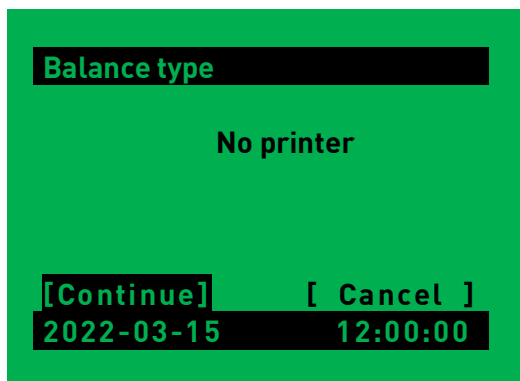 Balance type
No printer
[Continue] [ Cancel ]
2022-03-15 12:00:00